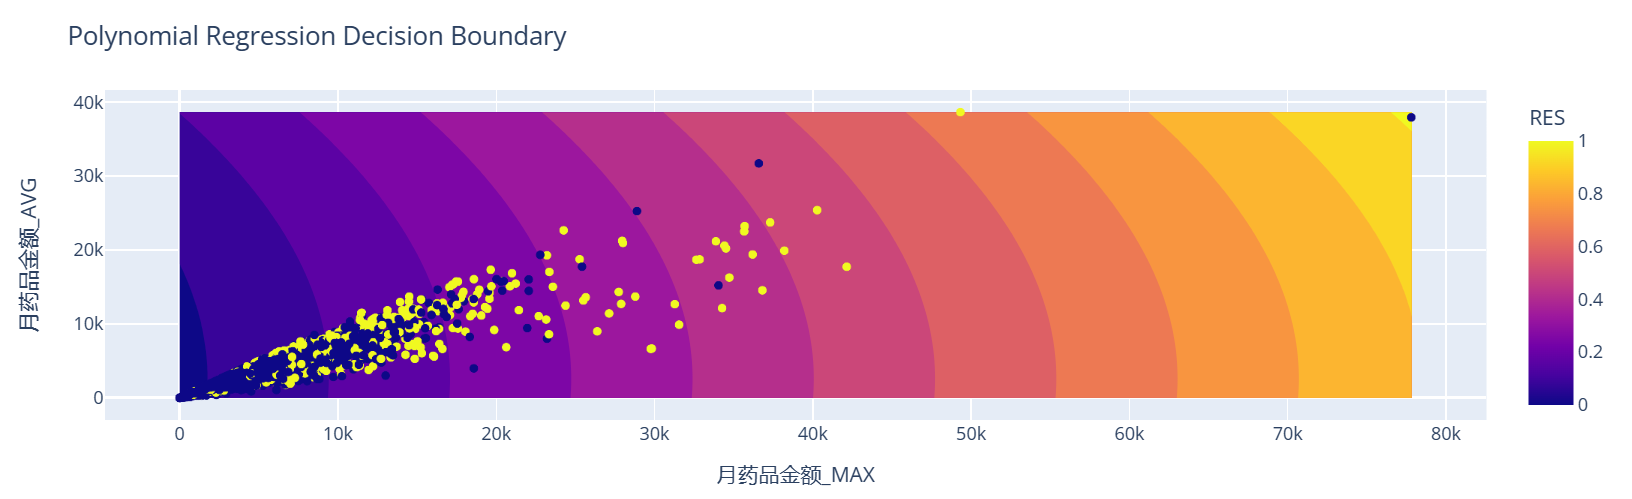 Polynomial Regression Decision Boundary
月药品金额_AVG
40k
30k
20k
10k
0
0
10k
20k
30k
40k
50k
60k
70k
80k
月药品金额_MAX
RES
1
0.8
0.6
0.4
0.2
0